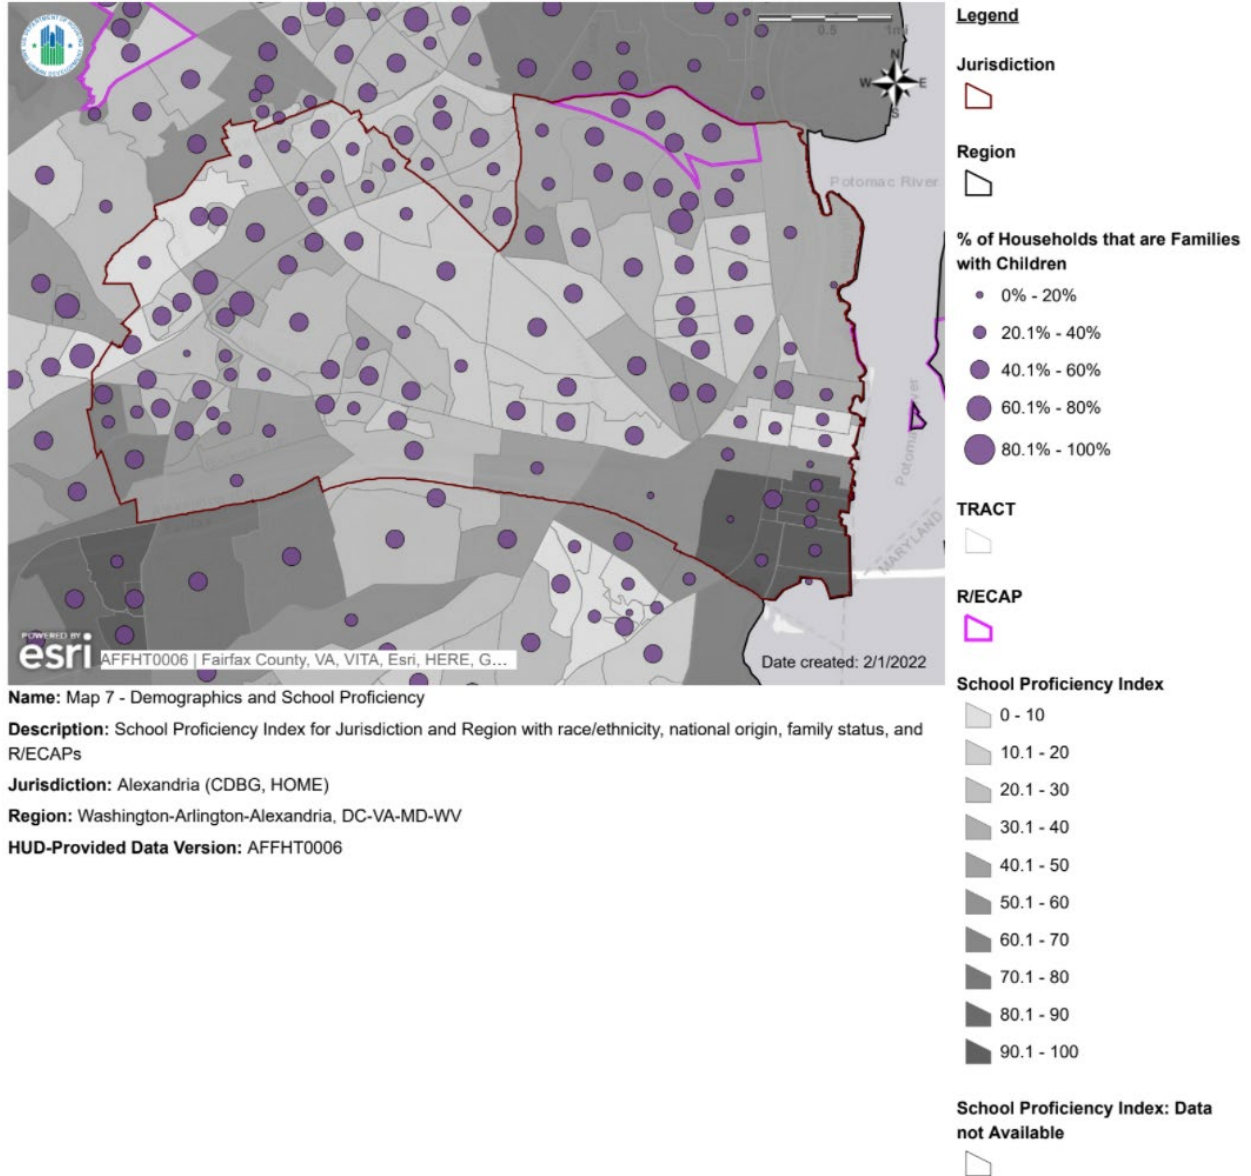 0.5 1mi
N
W E
S
Potomac River
MARYLAND
POWERED BY
esri
AFFHT0006 | Fairfax County, VA, VITA, Esri, HERE, G...
Date created: 2/1/2022
Name: Map 7 - Demographics and School Proficiency
Description: School Proficiency Index for Jurisdiction and Region with race/ethnicity, national origin, family status, and
R/ECAPs
Jurisdiction: Alexandria (CDBG, HOME)
Region: Washington-Arlington-Alexandria, DC-VA-MD-WV
HUD-Provided Data Version: AFFHT0006
Legend
Jurisdiction
Region
% of Households that are Families
with Children
0% - 20%
20.1% - 40%
40.1% - 60%
60.1% - 80%
80.1% - 100%
TRACT
R/ECAP
School Proficiency Index
0 - 10
10.1 - 20
20.1 - 30
30.1 - 40
40.1 - 50
50.1 - 60
60.1 - 70
70.1 - 80
80.1 - 90
90.1 - 100
School Proficiency Index: Data
not Available